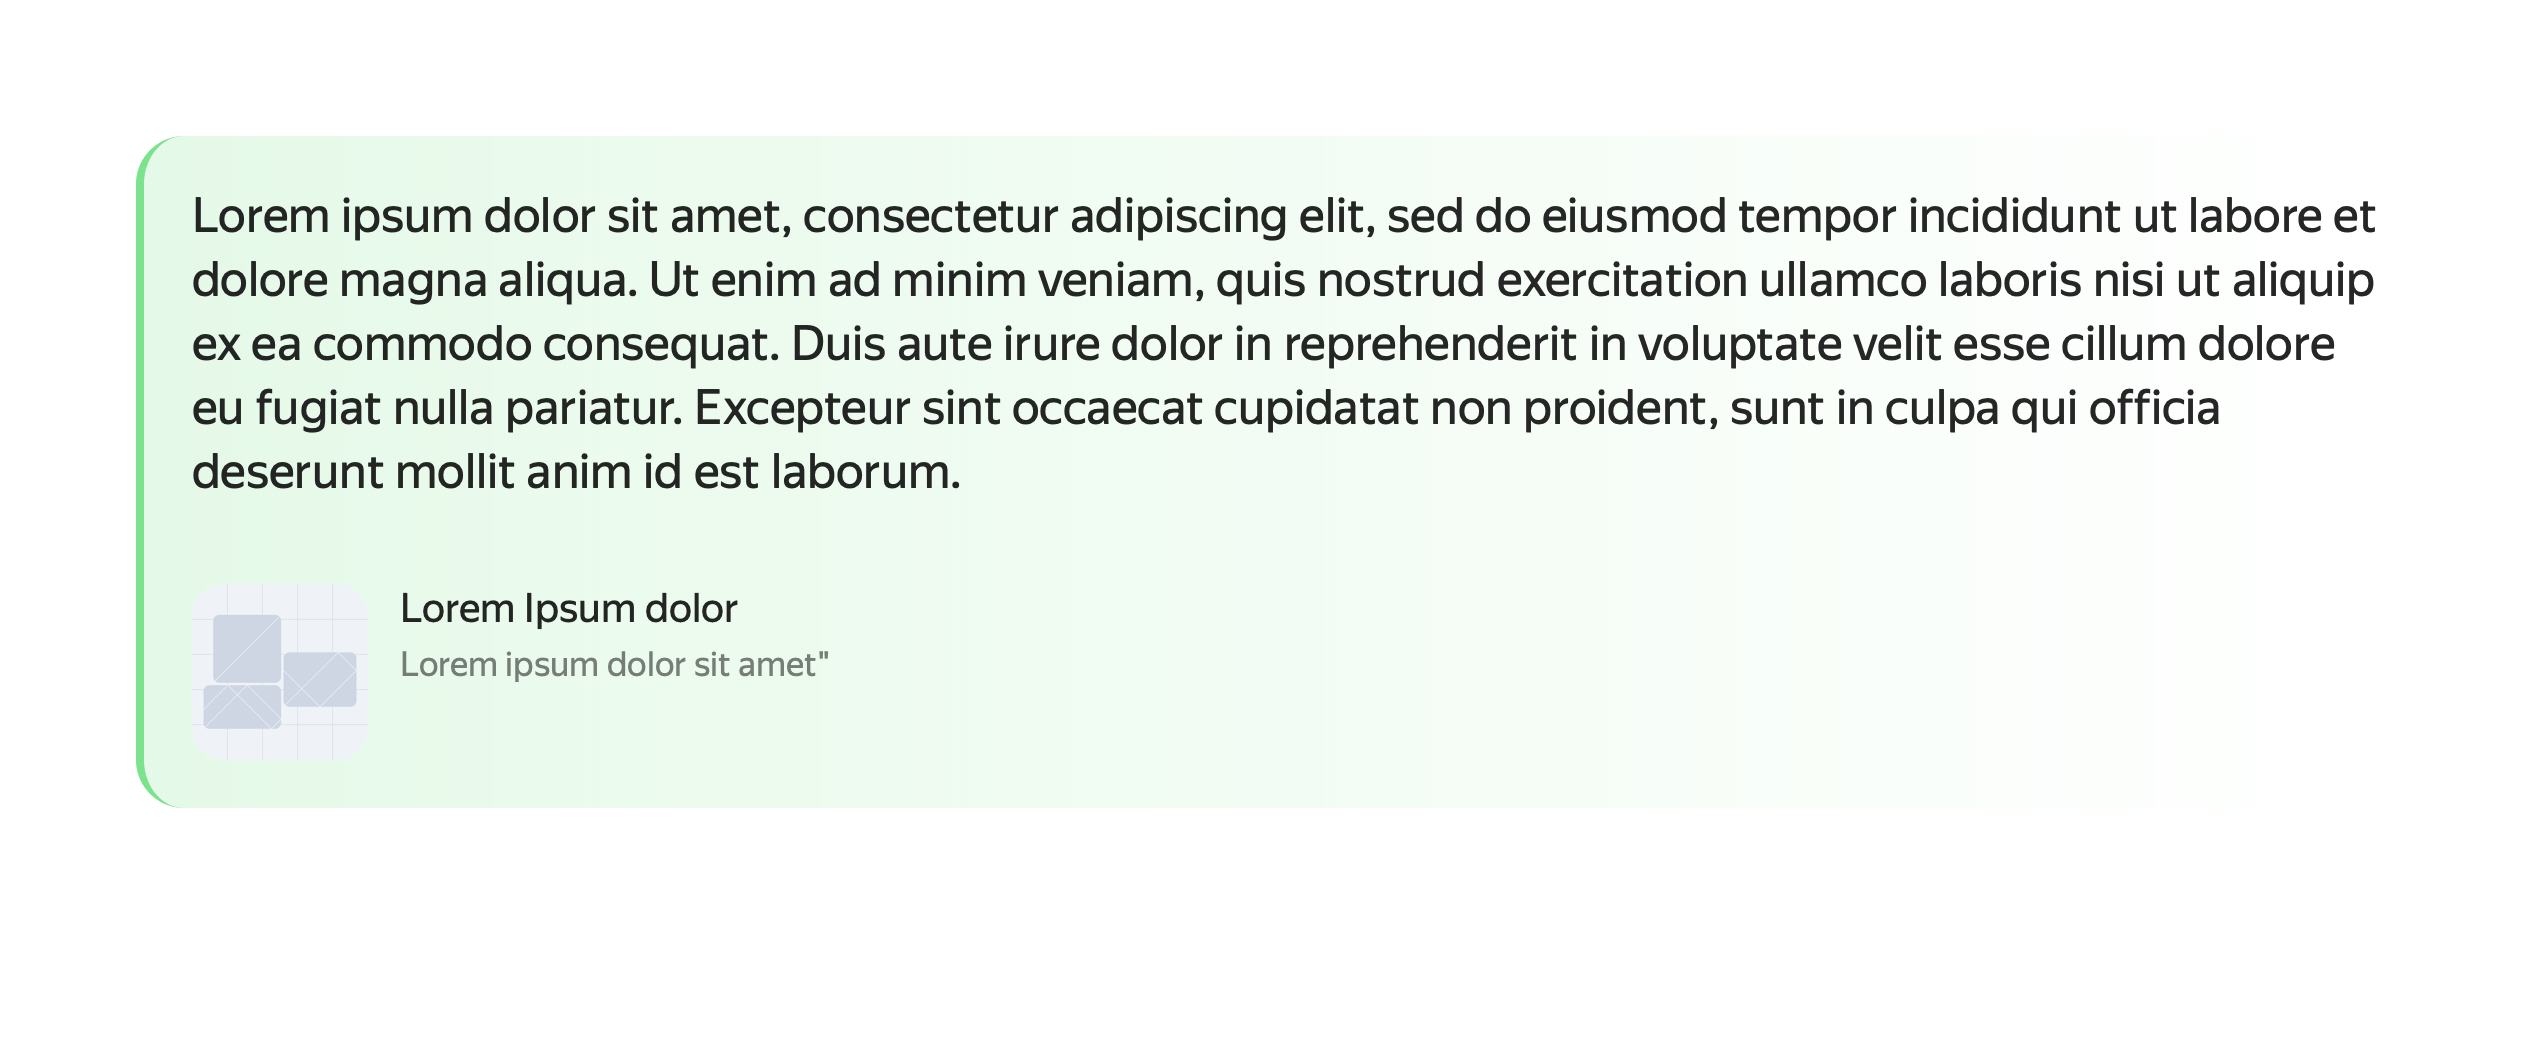 Lorem ipsum dolor sit amet, consectetur adipiscing elit, sed do eiusmod tempor incididunt ut labore et
dolore magna aliqua. Ut enim ad minim veniam, quis nostrud exercitation ullamco laboris nisi ut aliquip
ex ea commodo consequat. Duis aute irure dolor in reprehenderit in voluptate velit esse cillum dolore
eu fugiat nulla pariatur. Excepteur sint occaecat cupidatat non proident, sunt in culpa qui officia
deserunt mollit anim id est laborum.
Lorem Ipsum dolor
Lorem ipsum dolor sit amet"